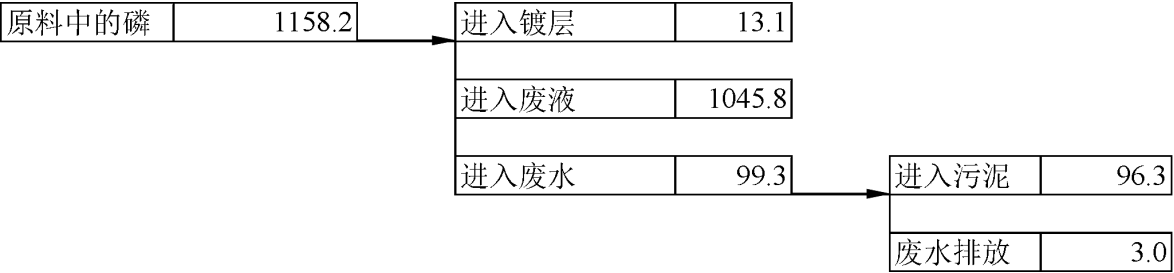 原料中的磷 1158.2 进入镀层 13.1
进入废液 1045.8
进入废水 99.3 进入污泥 96.3
废水排放 3.0